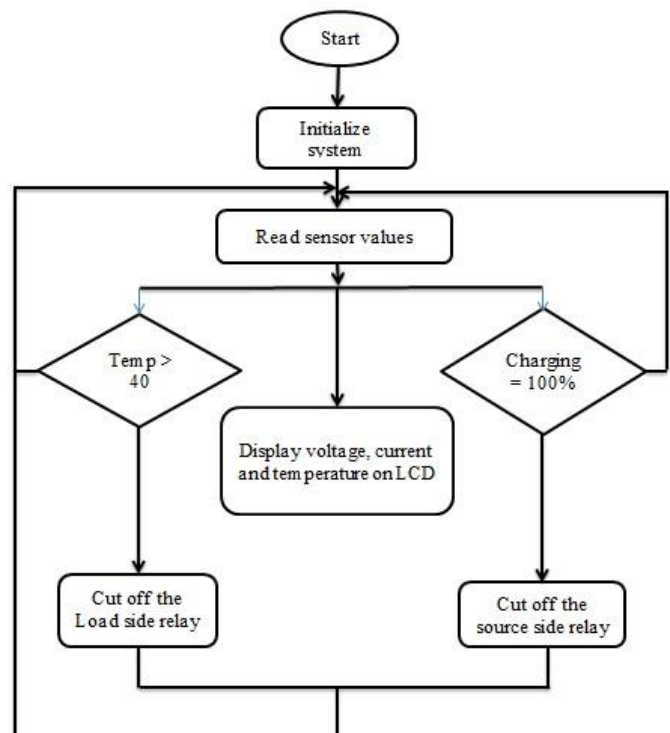 Start
Initialize
system
Read sensor values
Temp >
40
Charging
= 100%
Display voltage, current
and temperature on LCD
Cut off the
Load side relay
Cut off the
source side relay